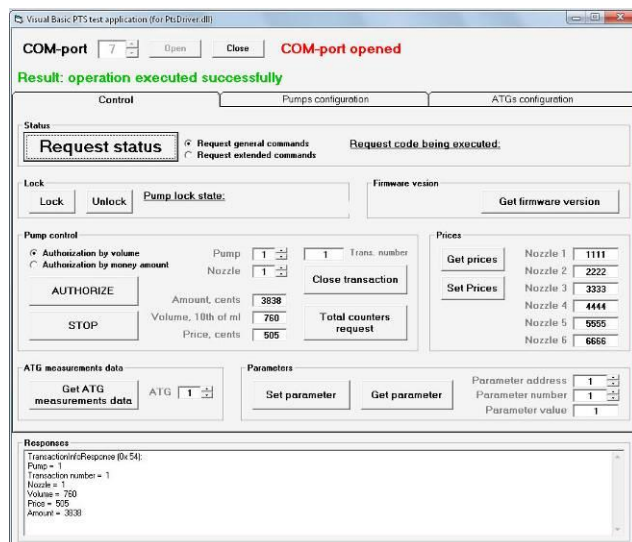 Visual Basic PTS test application (for PtsDriver.dll)
COM-port 7 Open Close COM-port opened
Result: operation executed successfully
Control Pumps configuration ATGs configuration
Status
Request status
Request general commands
Request extended commands
Request code being executed:
Lock
Lock Unlock Pump lock state:
Firmware vesion
Get firmware version
Pump control
Authorization by volume
Authorization by money amount
AUTHORIZE
STOP
Pump 1
Nozzle 1
Amount, cents 3838
Volume, 10th of ml 760
Price, cents 505
1 Trans. number
Close transaction
Total counters
request
Prices
Get prices
Set Prices
Nozzle 1 1111
Nozzle 2 2222
Nozzle 3 3333
Nozzle 4 4444
Nozzle 5 5555
Nozzle 6 6666
ATG measurements data
Get ATG
measurements data
ATG 1
Parameters
Set parameter Get parameter
Parameter address 1
Parameter number 1
Parameter value 1
Responses
TransactionInfoResponse (0x54):
Pump = 1
Transaction number = 1
Nozzle = 1
Volume = 760
Price = 505
Amount = 3838